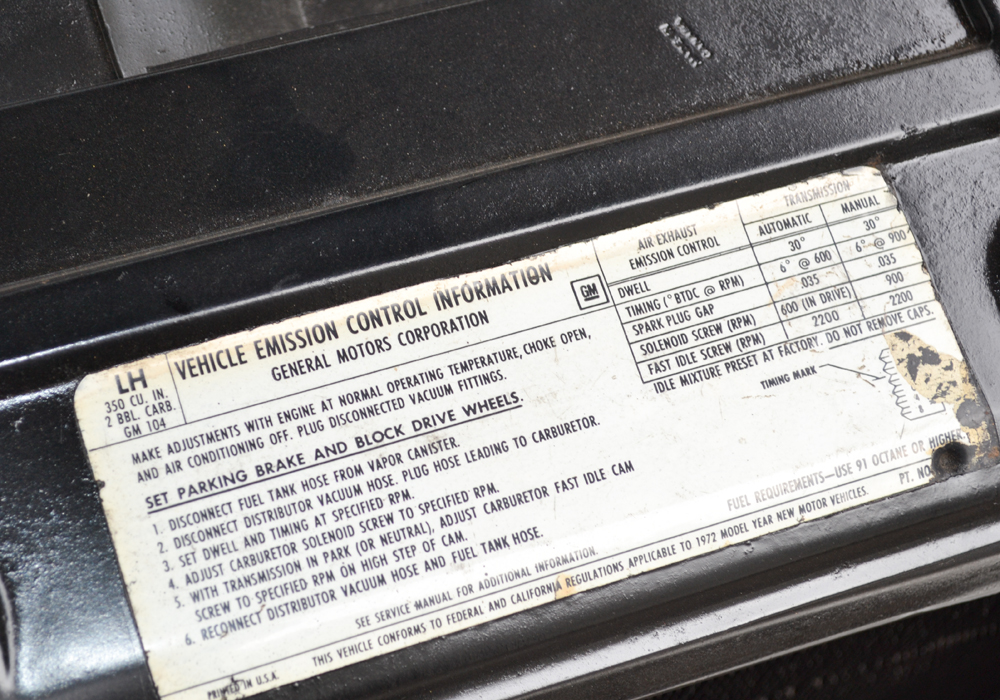 LH
350 CU. IN.
2 BBL. CARB.
GM 104
VEHICLE EMISSION CONTROL INFORMATION
GENERAL MOTORS CORPORATION
GM
MAKE ADJUSTMENTS WITH ENGINE AT NORMAL OPERATING TEMPERATURE, CHOKE OPEN,
AND AIR CONDITIONING OFF. PLUG DISCONNECTED VACUUM FITTINGS.
SET PARKING BRAKE AND BLOCK DRIVE WHEELS.
1. DISCONNECT FUEL TANK HOSE FROM VAPOR CANISTER.
2. DISCONNECT DISTRIBUTOR VACUUM HOSE. PLUG HOSE LEADING TO CARBURETOR.
3. SET DWELL AND TIMING AT SPECIFIED RPM.
4. ADJUST CARBURETOR SOLENOID SCREW TO SPECIFIED RPM.
5. WITH TRANSMISSION IN PARK (OR NEUTRAL), ADJUST CARBURETOR FAST IDLE CAM
SCREW TO SPECIFIED RPM ON HIGH STEP OF CAM.
6. RECONNECT DISTRIBUTOR VACUUM HOSE AND FUEL TANK HOSE.
AIR EXHAUST
EMISSION CONTROL
TRANSMISSION
AUTOMATIC MANUAL
DWELL 30° 30°
TIMING (°BTDC @ RPM) 6° @ 600 6° @ 900
SPARK PLUG GAP .035 .035
SOLENOID SCREW (RPM) 600 (IN DRIVE) 900
FAST IDLE SCREW (RPM) 2200 2200
IDLE MIXTURE PRESET AT FACTORY. DO NOT REMOVE CAPS.
TIMING MARK
FUEL REQUIREMENTS—USE 91 OCTANE OR HIGHER
SEE SERVICE MANUAL FOR ADDITIONAL INFORMATION.
THIS VEHICLE CONFORMS TO FEDERAL AND CALIFORNIA REGULATIONS APPLICABLE TO 1972 MODEL YEAR NEW MOTOR VEHICLES.
PT. NO.
PRINTED IN U.S.A.